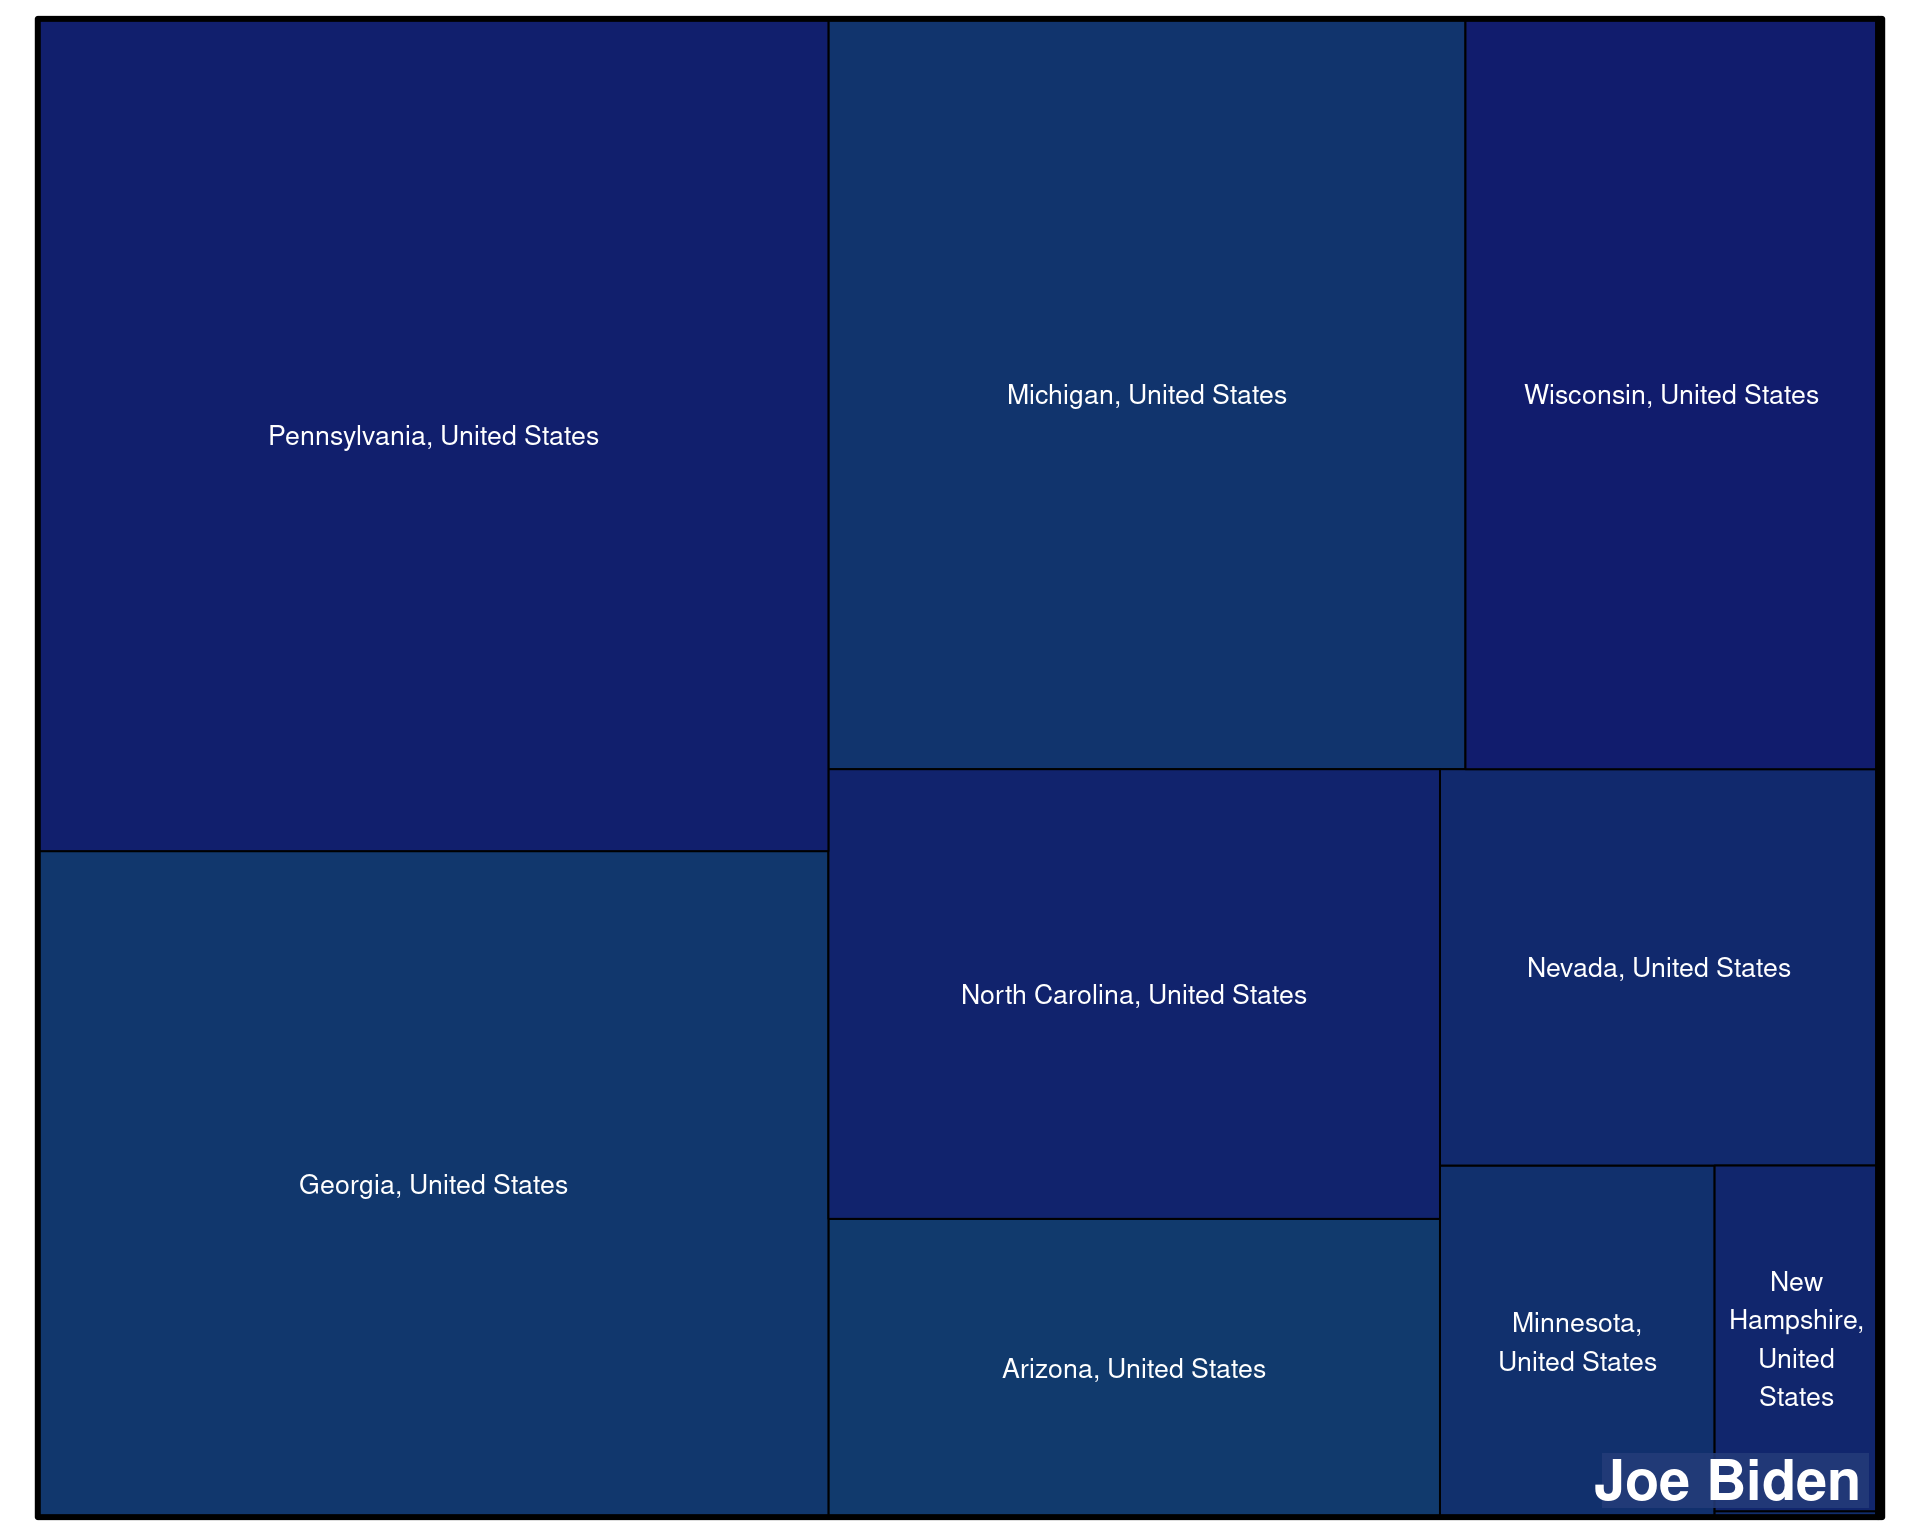 Pennsylvania, United States
Michigan, United States
Wisconsin, United States
Georgia, United States
North Carolina, United States
Nevada, United States
Arizona, United States
Minnesota,
United States
New
Hampshire,
United
States
Joe Biden